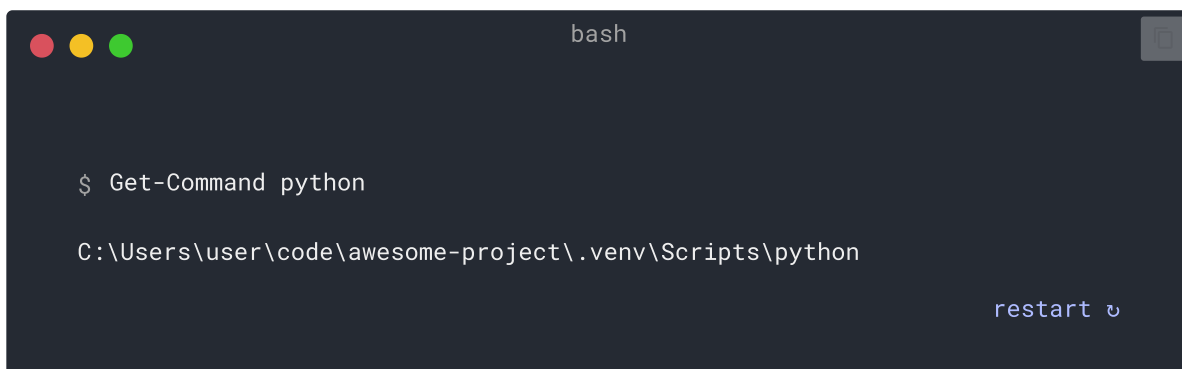 bash
$ Get-Command python
C:\Users\user\code\awesome-project\.venv\Scripts\python
restart ↻